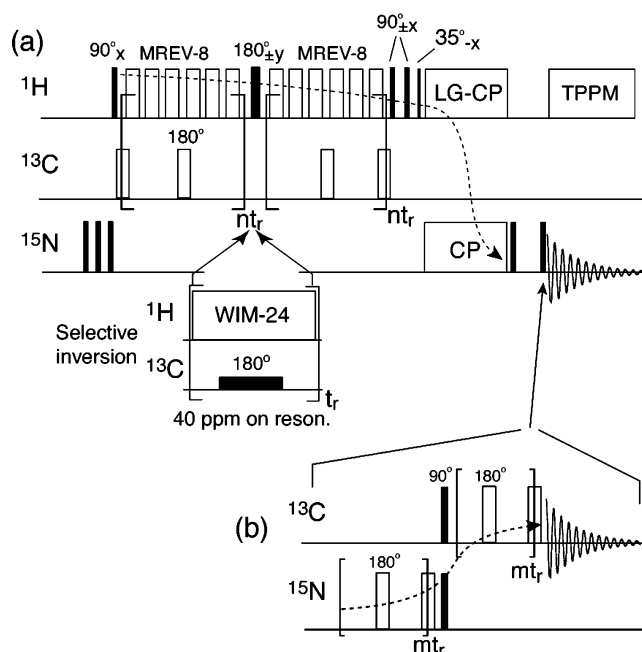 (a)
90°x MREV-8 180°±y MREV-8 90°±x 35°-x
¹H LG-CP TPPM
¹³C 180°
ntr ntr
¹⁵N CP
¹H WIM-24
Selective
inversion
¹³C 180° tr
40 ppm on reson.
(b)
¹³C 90° 180°
mtr
¹⁵N 180°
mtr